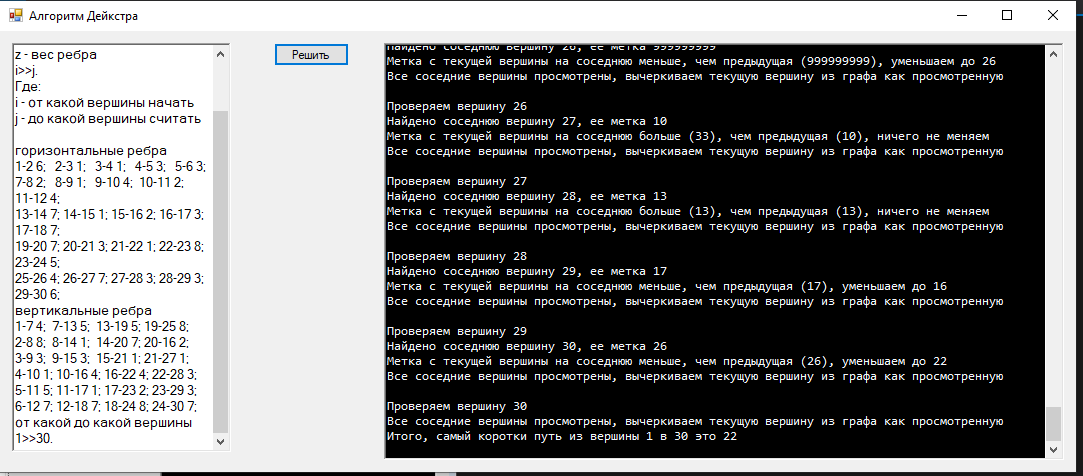 Алгоритм Дейкстра
z - вес ребра
i>>j.
Где:
i - от какой вершины начать
j - до какой вершины считать
горизонтальные ребра
1-2 6; 2-3 1; 3-4 1; 4-5 3; 5-6 3;
7-8 2; 8-9 1; 9-10 4; 10-11 2;
11-12 4;
13-14 7; 14-15 1; 15-16 2; 16-17 3;
17-18 7;
19-20 7; 20-21 3; 21-22 1; 22-23 8;
23-24 5;
25-26 4; 26-27 7; 27-28 3; 28-29 3;
29-30 6;
вертикальные ребра
1-7 4; 7-13 5; 13-19 5; 19-25 8;
2-8 8; 8-14 1; 14-20 7; 20-16 2;
3-9 3; 9-15 3; 15-21 1; 21-27 1;
4-10 1; 10-16 4; 16-22 4; 22-28 3;
5-11 5; 11-17 1; 17-23 2; 23-29 3;
6-12 7; 12-18 7; 18-24 8; 24-30 7;
от какой до какой вершины
1>>30.
Решить
Найдено соседнюю вершину 26, ее метка 999999999
Метка с текущей вершины на соседнюю меньше, чем предыдущая (999999999), уменьшаем до 26
Все соседние вершины просмотрены, вычеркиваем текущую вершину из графа как просмотренную
Проверяем вершину 26
Найдено соседнюю вершину 27, ее метка 10
Метка с текущей вершины на соседнюю больше (33), чем предыдущая (10), ничего не меняем
Все соседние вершины просмотрены, вычеркиваем текущую вершину из графа как просмотренную
Проверяем вершину 27
Найдено соседнюю вершину 28, ее метка 13
Метка с текущей вершины на соседнюю больше (13), чем предыдущая (13), ничего не меняем
Все соседние вершины просмотрены, вычеркиваем текущую вершину из графа как просмотренную
Проверяем вершину 28
Найдено соседнюю вершину 29, ее метка 17
Метка с текущей вершины на соседнюю меньше, чем предыдущая (17), уменьшаем до 16
Все соседние вершины просмотрены, вычеркиваем текущую вершину из графа как просмотренную
Проверяем вершину 29
Найдено соседнюю вершину 30, ее метка 26
Метка с текущей вершины на соседнюю меньше, чем предыдущая (26), уменьшаем до 22
Все соседние вершины просмотрены, вычеркиваем текущую вершину из графа как просмотренную
Проверяем вершину 30
Все соседние вершины просмотрены, вычеркиваем текущую вершину из графа как просмотренную
Итого, самый коротки путь из вершины 1 в 30 это 22